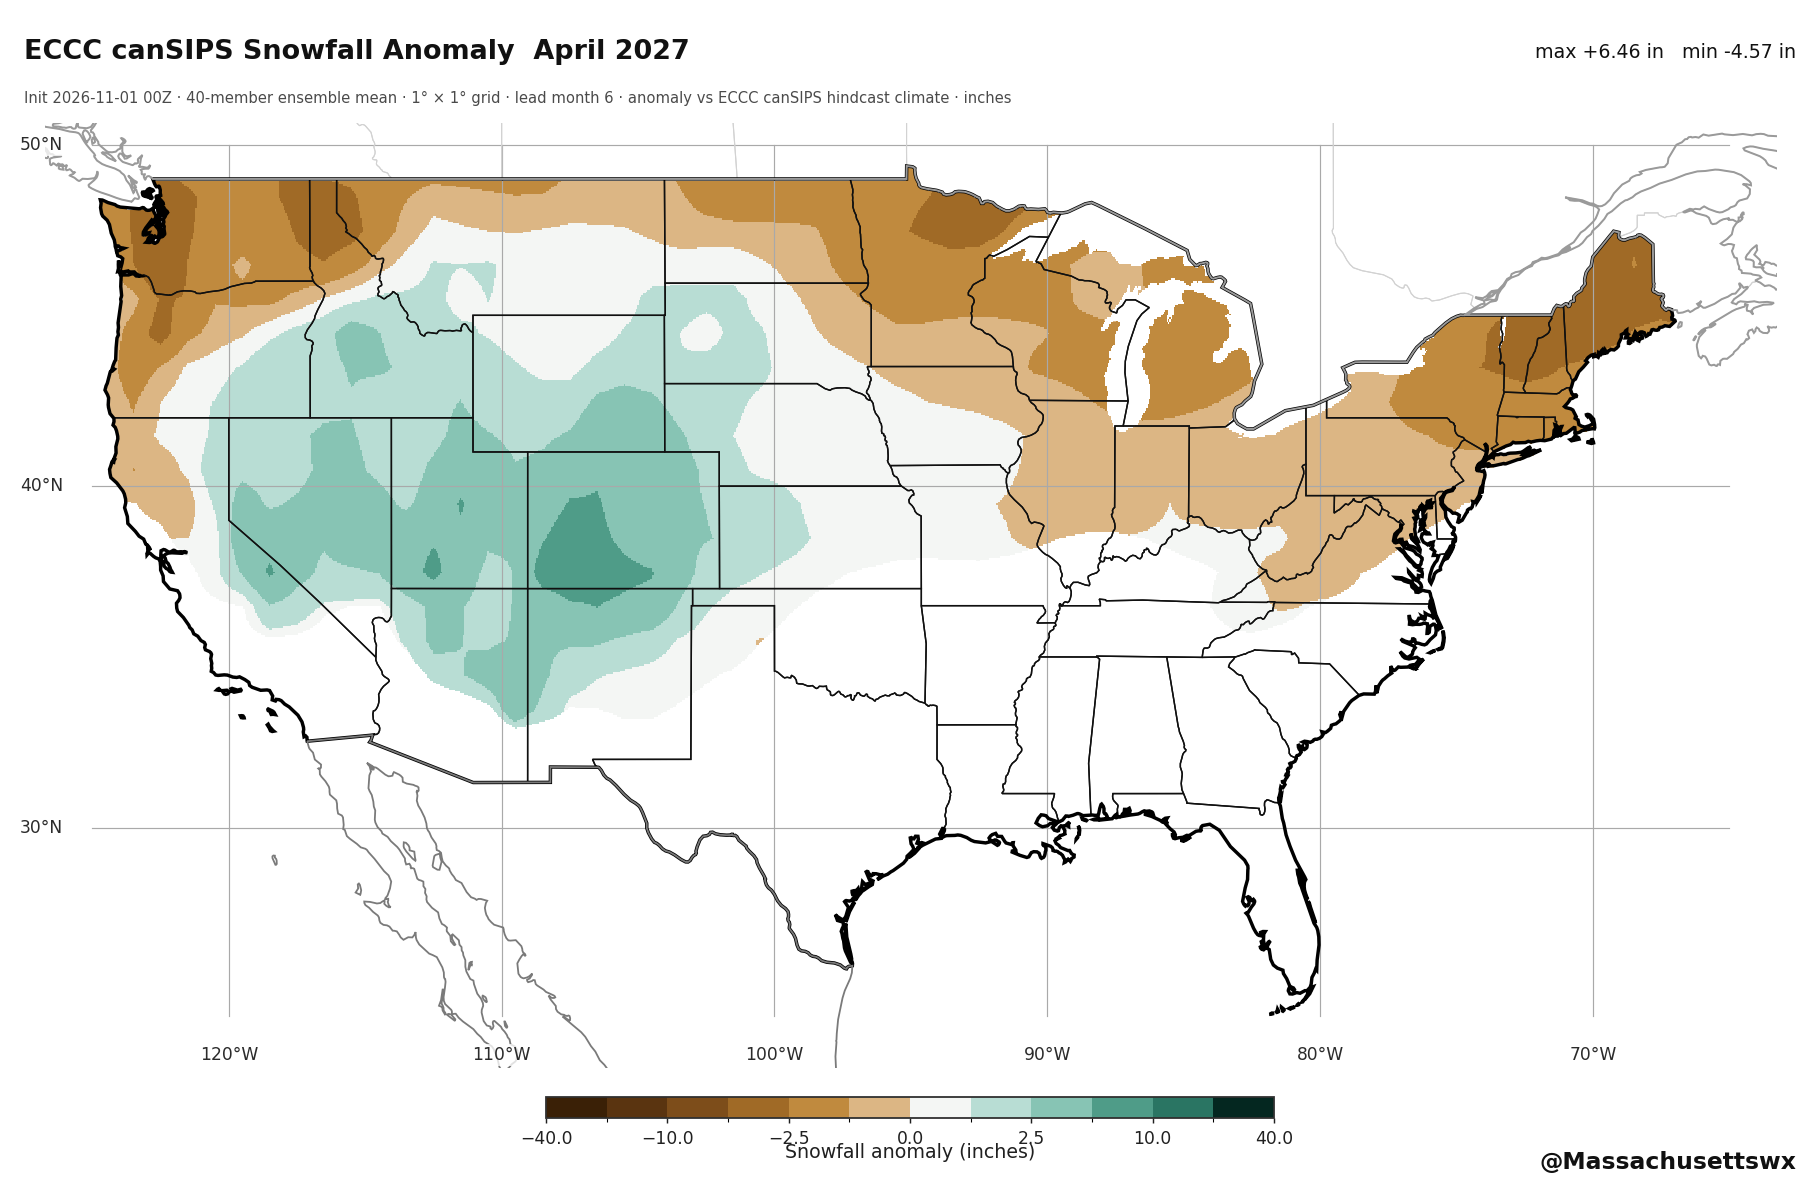 ECCC canSIPS Snowfall Anomaly  April 2027
max +6.46 in   min -4.57 in
Init 2026-11-01 00Z · 40-member ensemble mean · 1° × 1° grid · lead month 6 · anomaly vs ECCC canSIPS hindcast climate · inches
50°N
40°N
30°N
120°W 110°W 100°W 90°W 80°W 70°W
−40.0 −10.0 −2.5 0.0 2.5 10.0 40.0
Snowfall anomaly (inches)
@Massachusettswx